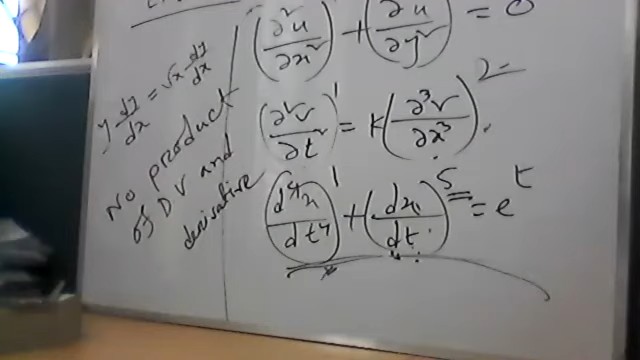 y dy/dx = √x dy/dx
No product
of DV and
derivative
(∂²u/∂x²) + (∂²u/∂y²) = 0
(∂²v/∂t²)¹ = k(∂³v/∂x³)²
(d⁴x/dt⁴)¹ + (dx/dt)⁵ = eᵗ